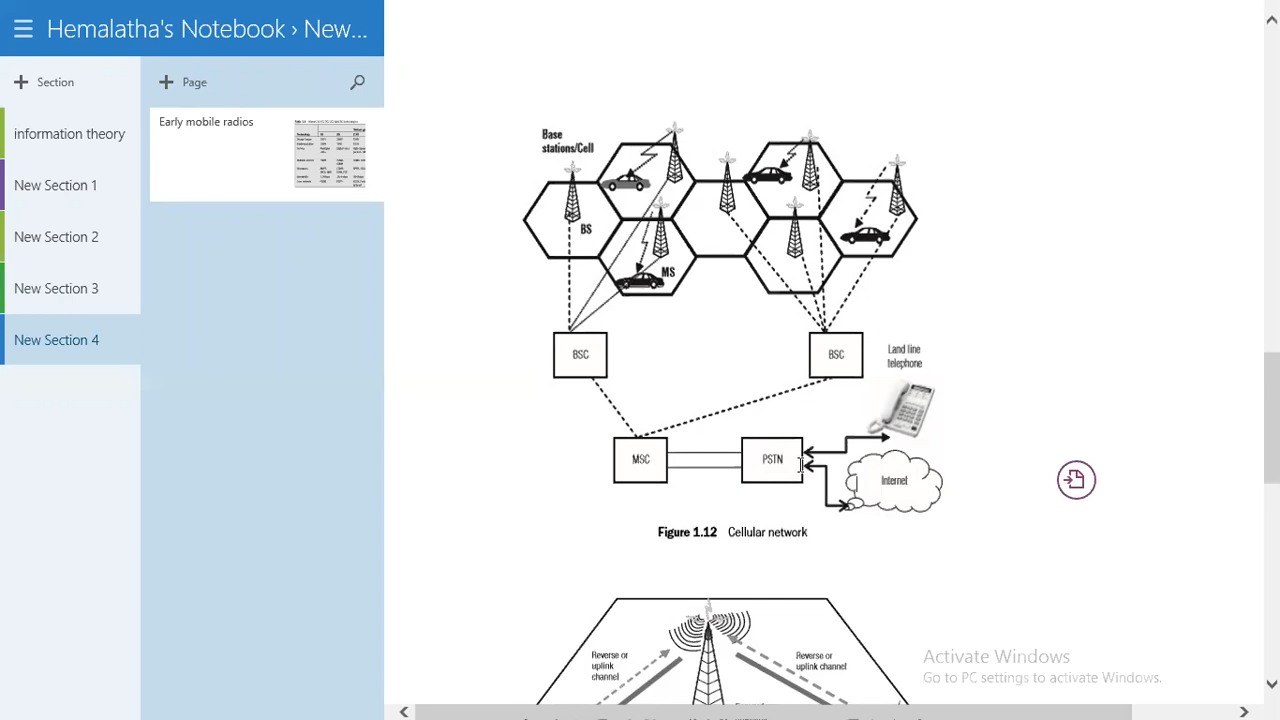 Hemalatha's Notebook › New...
Section
Page
information theory
New Section 1
New Section 2
New Section 3
New Section 4
Early mobile radios
Base
stations/Cell
BS
MS
BSC
BSC
Land line
telephone
MSC
PSTN
Internet
Figure 1.12 Cellular network
Reverse or
uplink
channel
Reverse or
uplink channel
Activate Windows
Go to PC settings to activate Windows.